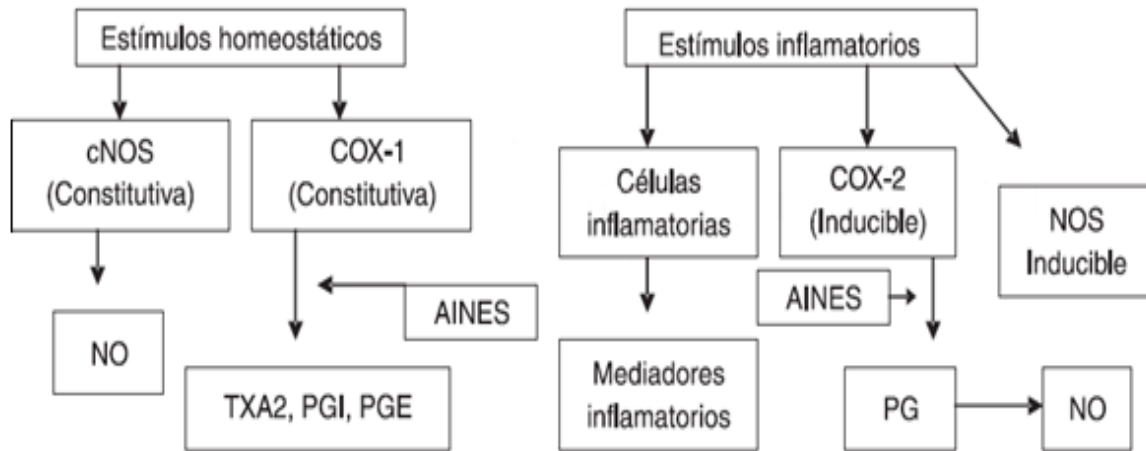 Estímulos homeostáticos
Estímulos inflamatorios
cNOS
(Constitutiva)
COX-1
(Constitutiva)
Células
inflamatorias
COX-2
(Inducible)
NOS
Inducible
AINES
AINES
NO
TXA2, PGI, PGE
Mediadores
inflamatorios
PG
NO